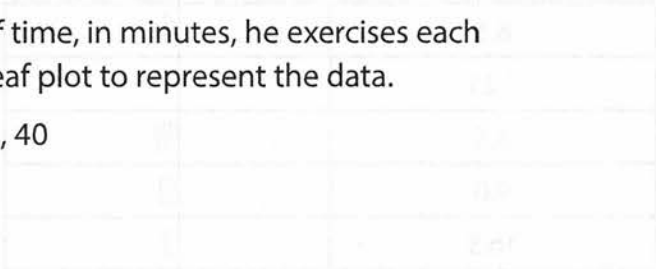 f time, in minutes, he exercises each
eaf plot to represent the data.
, 40